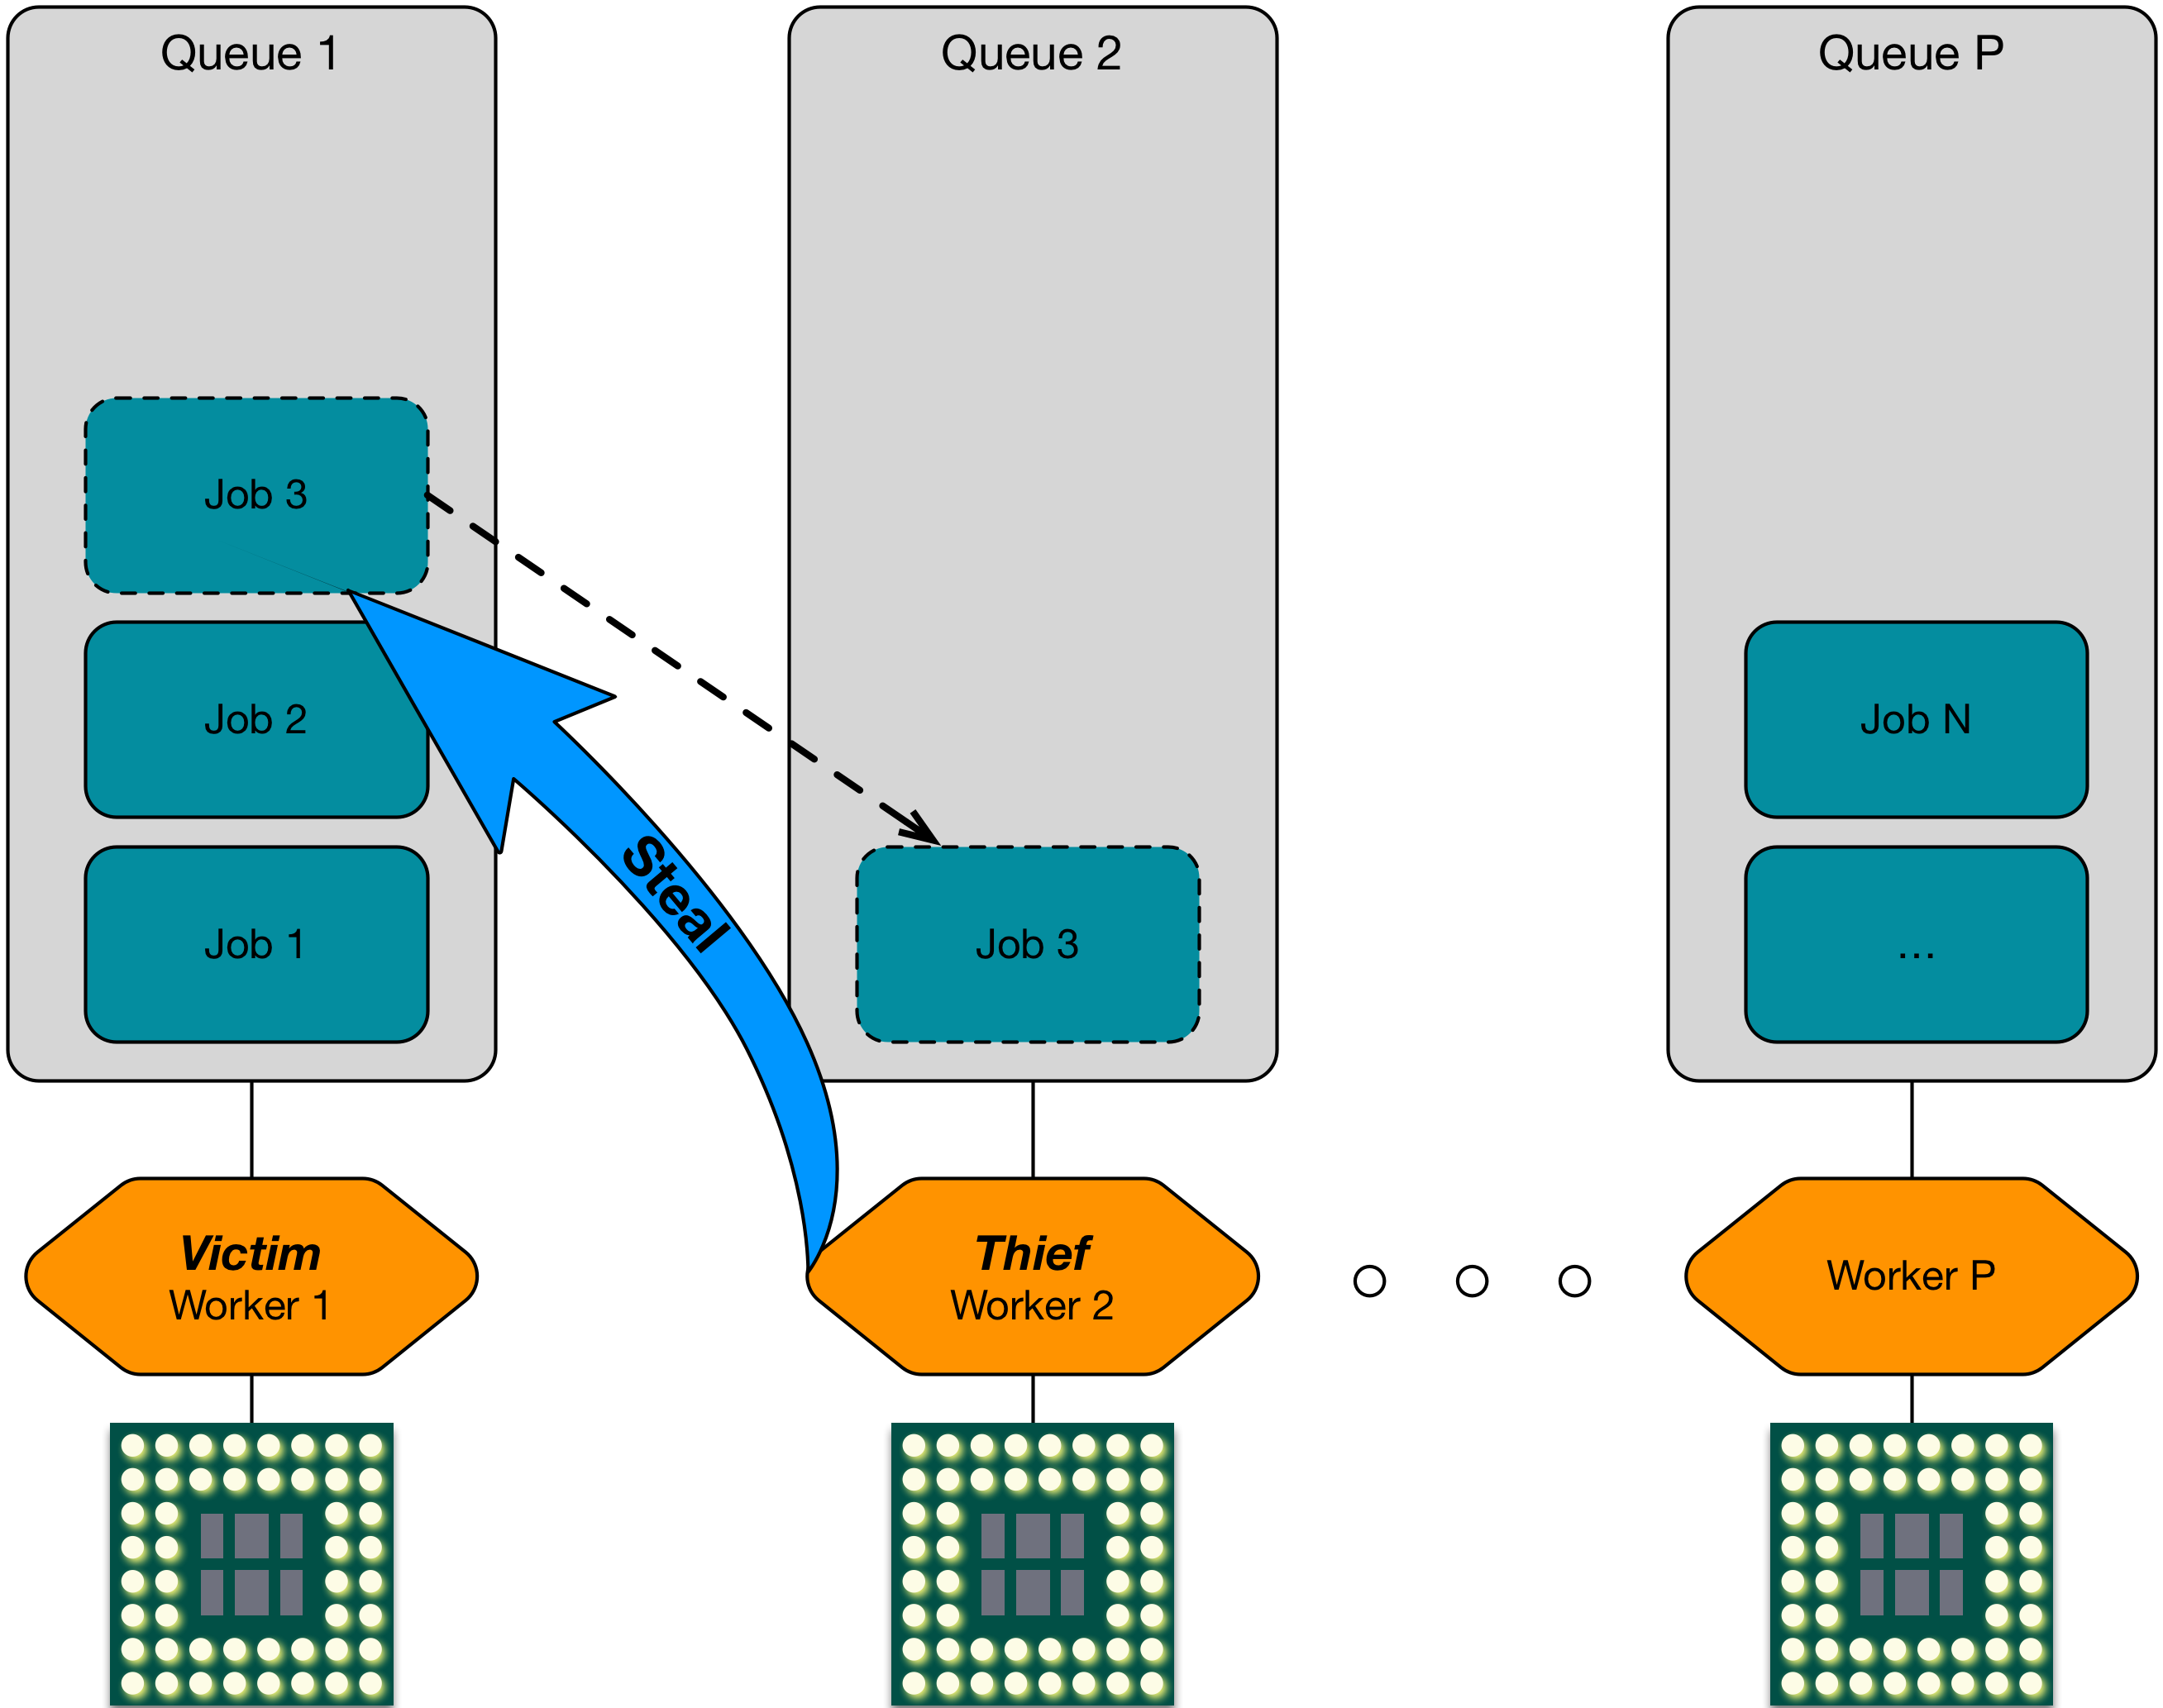 Queue 1
Queue 2
Queue P
Job 3
Job 2
Job N
Steal
Job 1
Job 3
...
Victim
Worker 1
Thief
Worker 2
Worker P